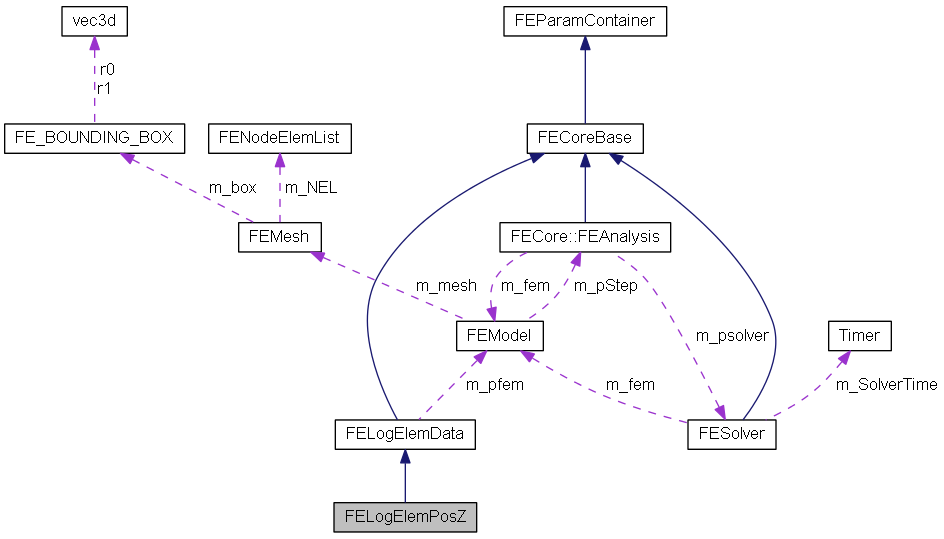 vec3d
FEParamContainer
r0
r1
FE_BOUNDING_BOX
FENodeElemList
FECoreBase
m_box
m_NEL
FEMesh
FECore::FEAnalysis
m_mesh
m_fem
m_pStep
FEModel
m_psolver
Timer
m_pfem
m_fem
m_SolverTime
FELogElemData
FESolver
FELogElemPosZ